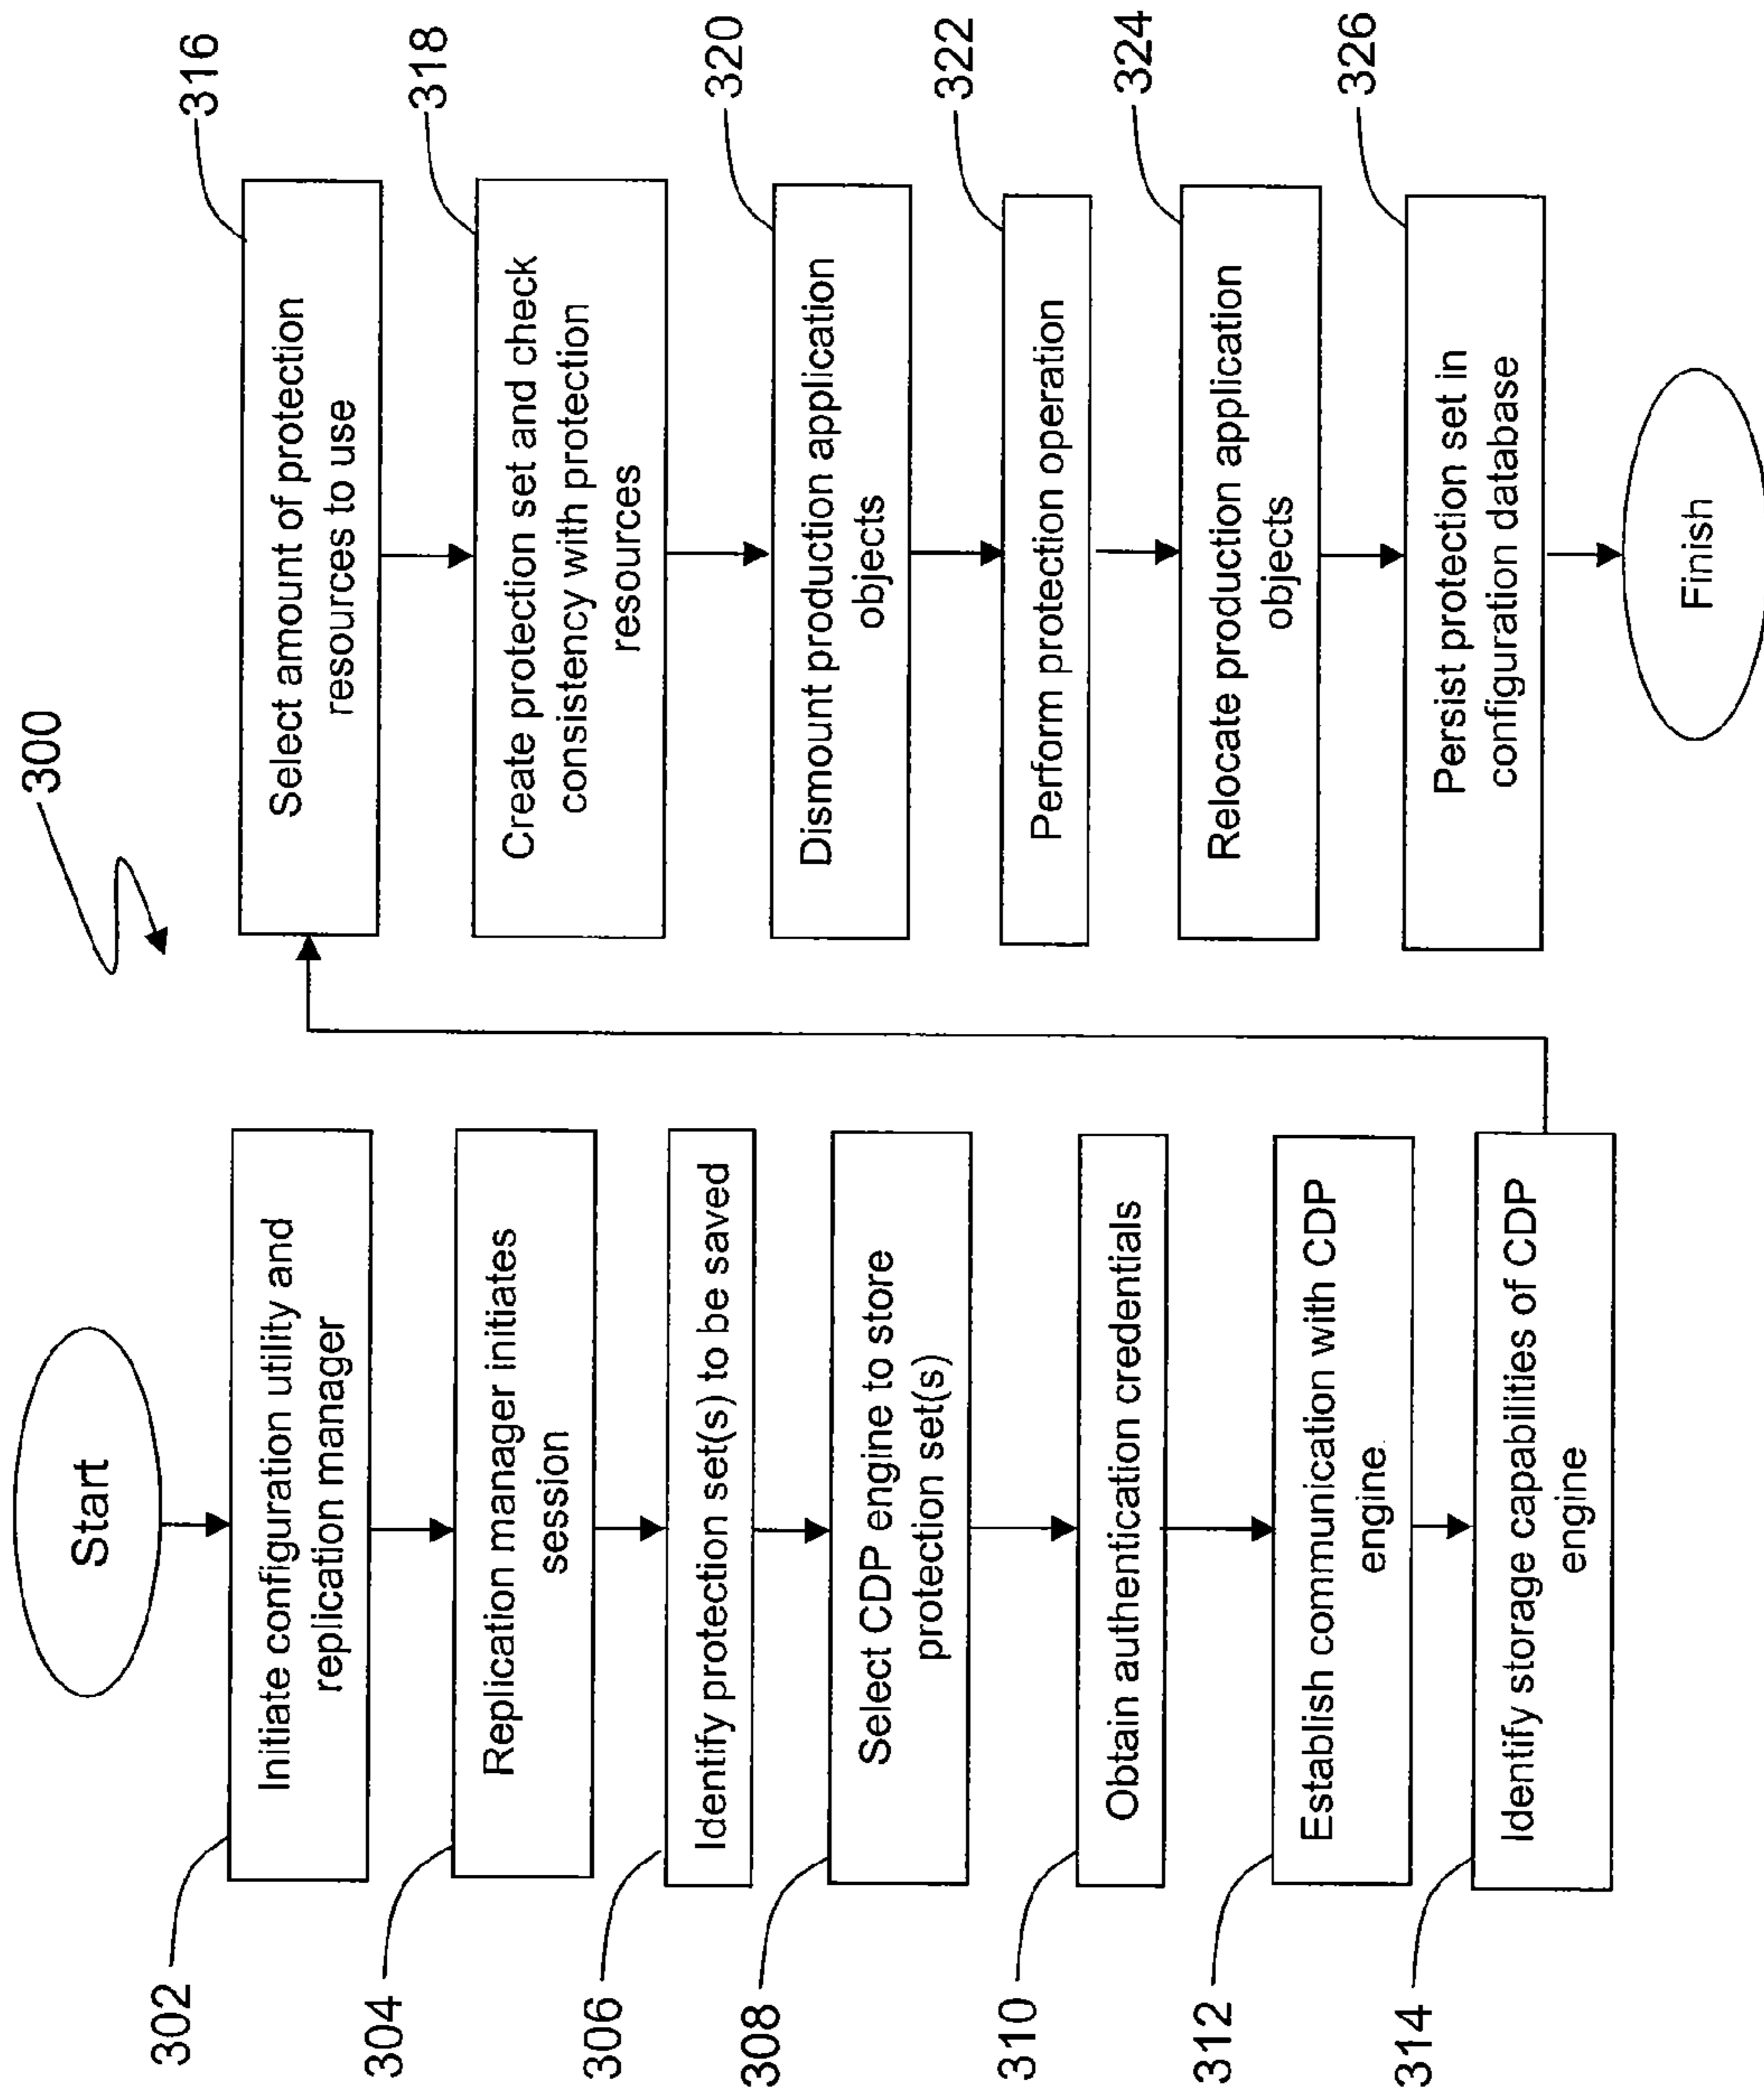 300
Start
302
Initiate configuration utility and
replication manager
304
Replication manager initiates
session
306
Identify protection set(s) to be saved
308
Select CDP engine to store
protection set(s)
310
Obtain authentication credentials
312
Establish communication with CDP
engine
314
Identify storage capabilities of CDP
engine
316
Select amount of protection
resources to use
318
Create protection set and check
consistency with protection
resources
320
Dismount production application
objects
322
Perform protection operation
324
Relocate production application
objects
326
Persist protection set in
configuration database
Finish